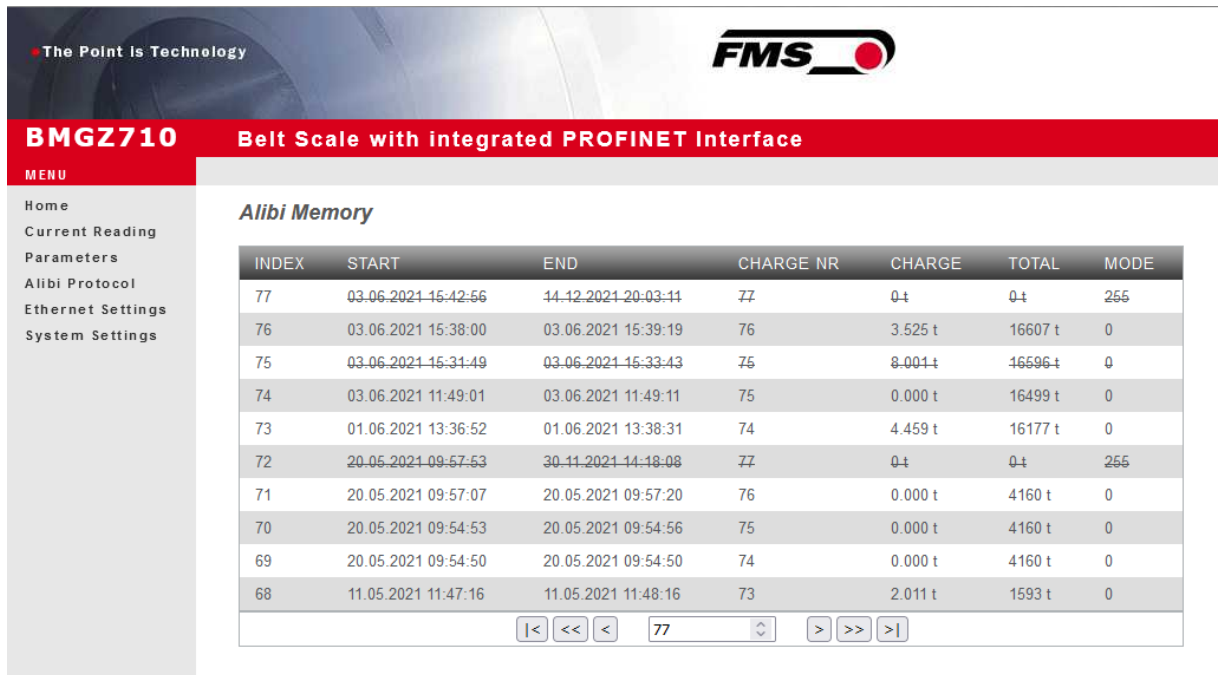 The Point is Technology
FMS
BMGZ710 Belt Scale with integrated PROFINET Interface
MENU
Home
Current Reading
Parameters
Alibi Protocol
Ethernet Settings
System Settings
Alibi Memory
INDEX START END CHARGE NR CHARGE TOTAL MODE
77 03.06.2021 15:42:56 14.12.2021 20:03:11 77 0 t 0 t 255
76 03.06.2021 15:38:00 03.06.2021 15:39:19 76 3.525 t 16607 t 0
75 03.06.2021 15:31:49 03.06.2021 15:33:43 75 8.001 t 16596 t 0
74 03.06.2021 11:49:01 03.06.2021 11:49:11 75 0.000 t 16499 t 0
73 01.06.2021 13:36:52 01.06.2021 13:38:31 74 4.459 t 16177 t 0
72 20.05.2021 09:57:53 30.11.2021 14:18:08 77 0 t 0 t 255
71 20.05.2021 09:57:07 20.05.2021 09:57:20 76 0.000 t 4160 t 0
70 20.05.2021 09:54:53 20.05.2021 09:54:56 75 0.000 t 4160 t 0
69 20.05.2021 09:54:50 20.05.2021 09:54:50 74 0.000 t 4160 t 0
68 11.05.2021 11:47:16 11.05.2021 11:48:16 73 2.011 t 1593 t 0
|< << < 77 > >> >|